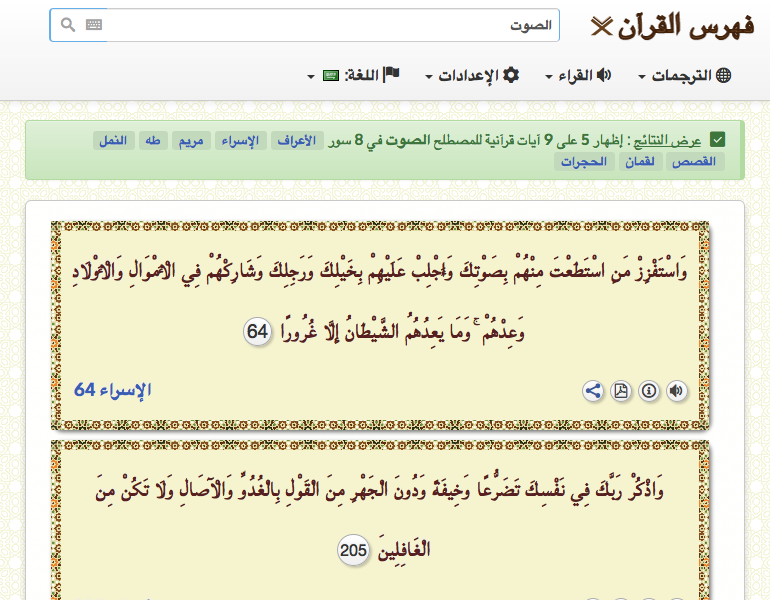 فهرس القرآن
الصوت
الترجمات القراء الإعدادات اللغة:
عرض النتائج : إظهار 5 على 9 آيات قرآنية للمصطلح الصوت في 8 سور الأعراف الإسراء مريم طه النمل
القصص لقمان الحجرات
وَاسْتَفْزِزْ مَنِ اسْتَطَعْتَ مِنْهُمْ بِصَوْتِكَ وَأَجْلِبْ عَلَيْهِمْ بِخَيْلِكَ وَرَجِلِكَ وَشَارِكْهُمْ فِي الْأَمْوَالِ وَالْأَوْلَادِ
وَعِدْهُمْ ۚ وَمَا يَعِدُهُمُ الشَّيْطَانُ إِلَّا غُرُورًا 64
الإسراء 64
وَاذْكُرْ رَبَّكَ فِي نَفْسِكَ تَضَرُّعًا وَخِيفَةً وَدُونَ الْجَهْرِ مِنَ الْقَوْلِ بِالْغُدُوِّ وَالْآصَالِ وَلَا تَكُنْ مِنَ
الْغَافِلِينَ 205